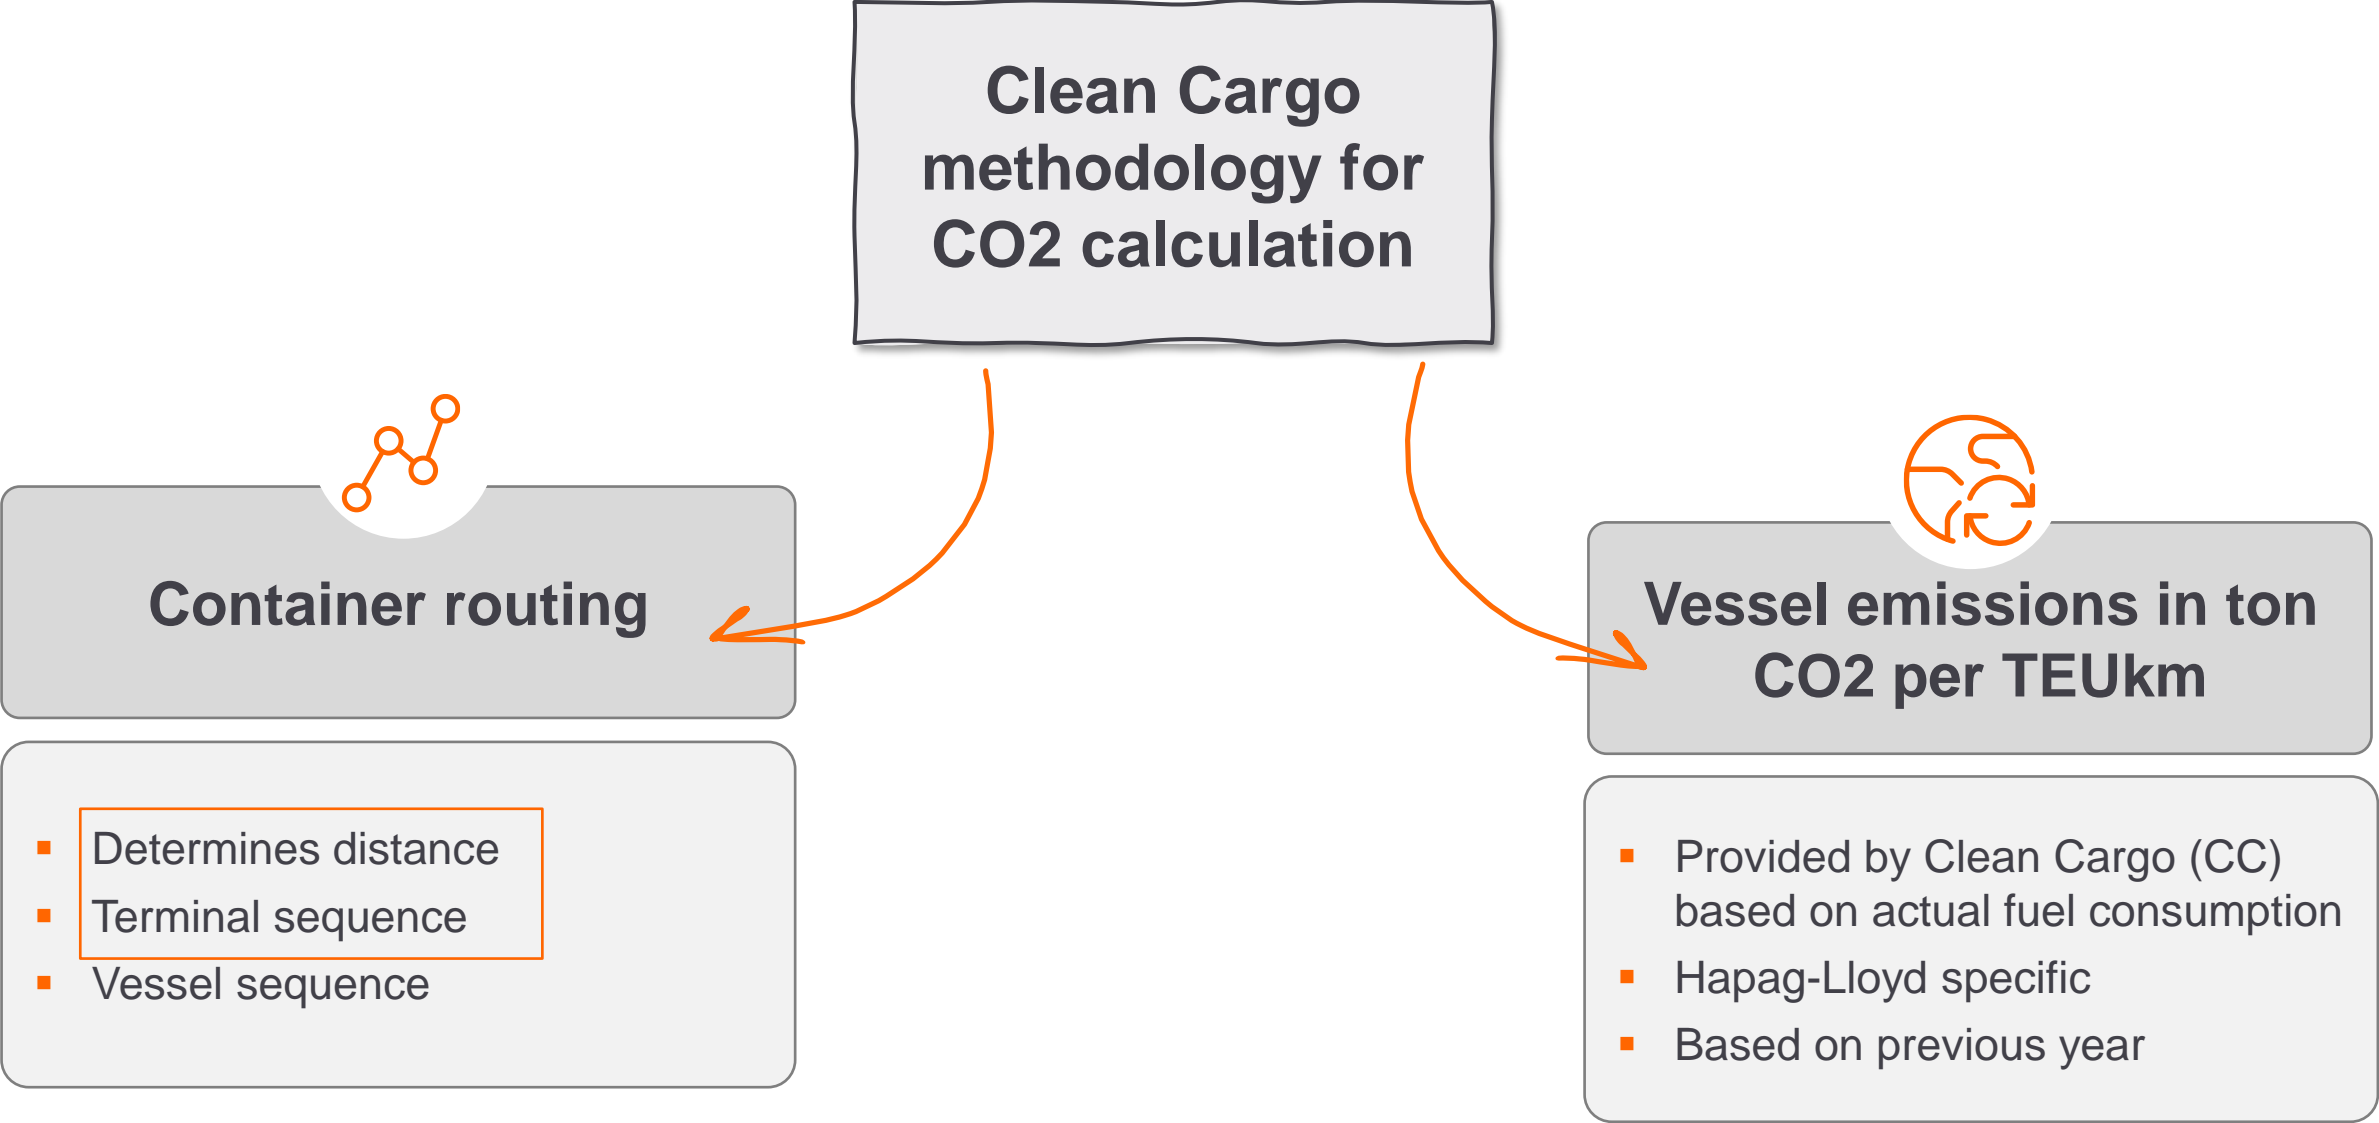 Clean Cargo
methodology for
CO2 calculation
Container routing
Determines distance
Terminal sequence
Vessel sequence
Vessel emissions in ton
CO2 per TEUkm
Provided by Clean Cargo (CC)
based on actual fuel consumption
Hapag-Lloyd specific
Based on previous year